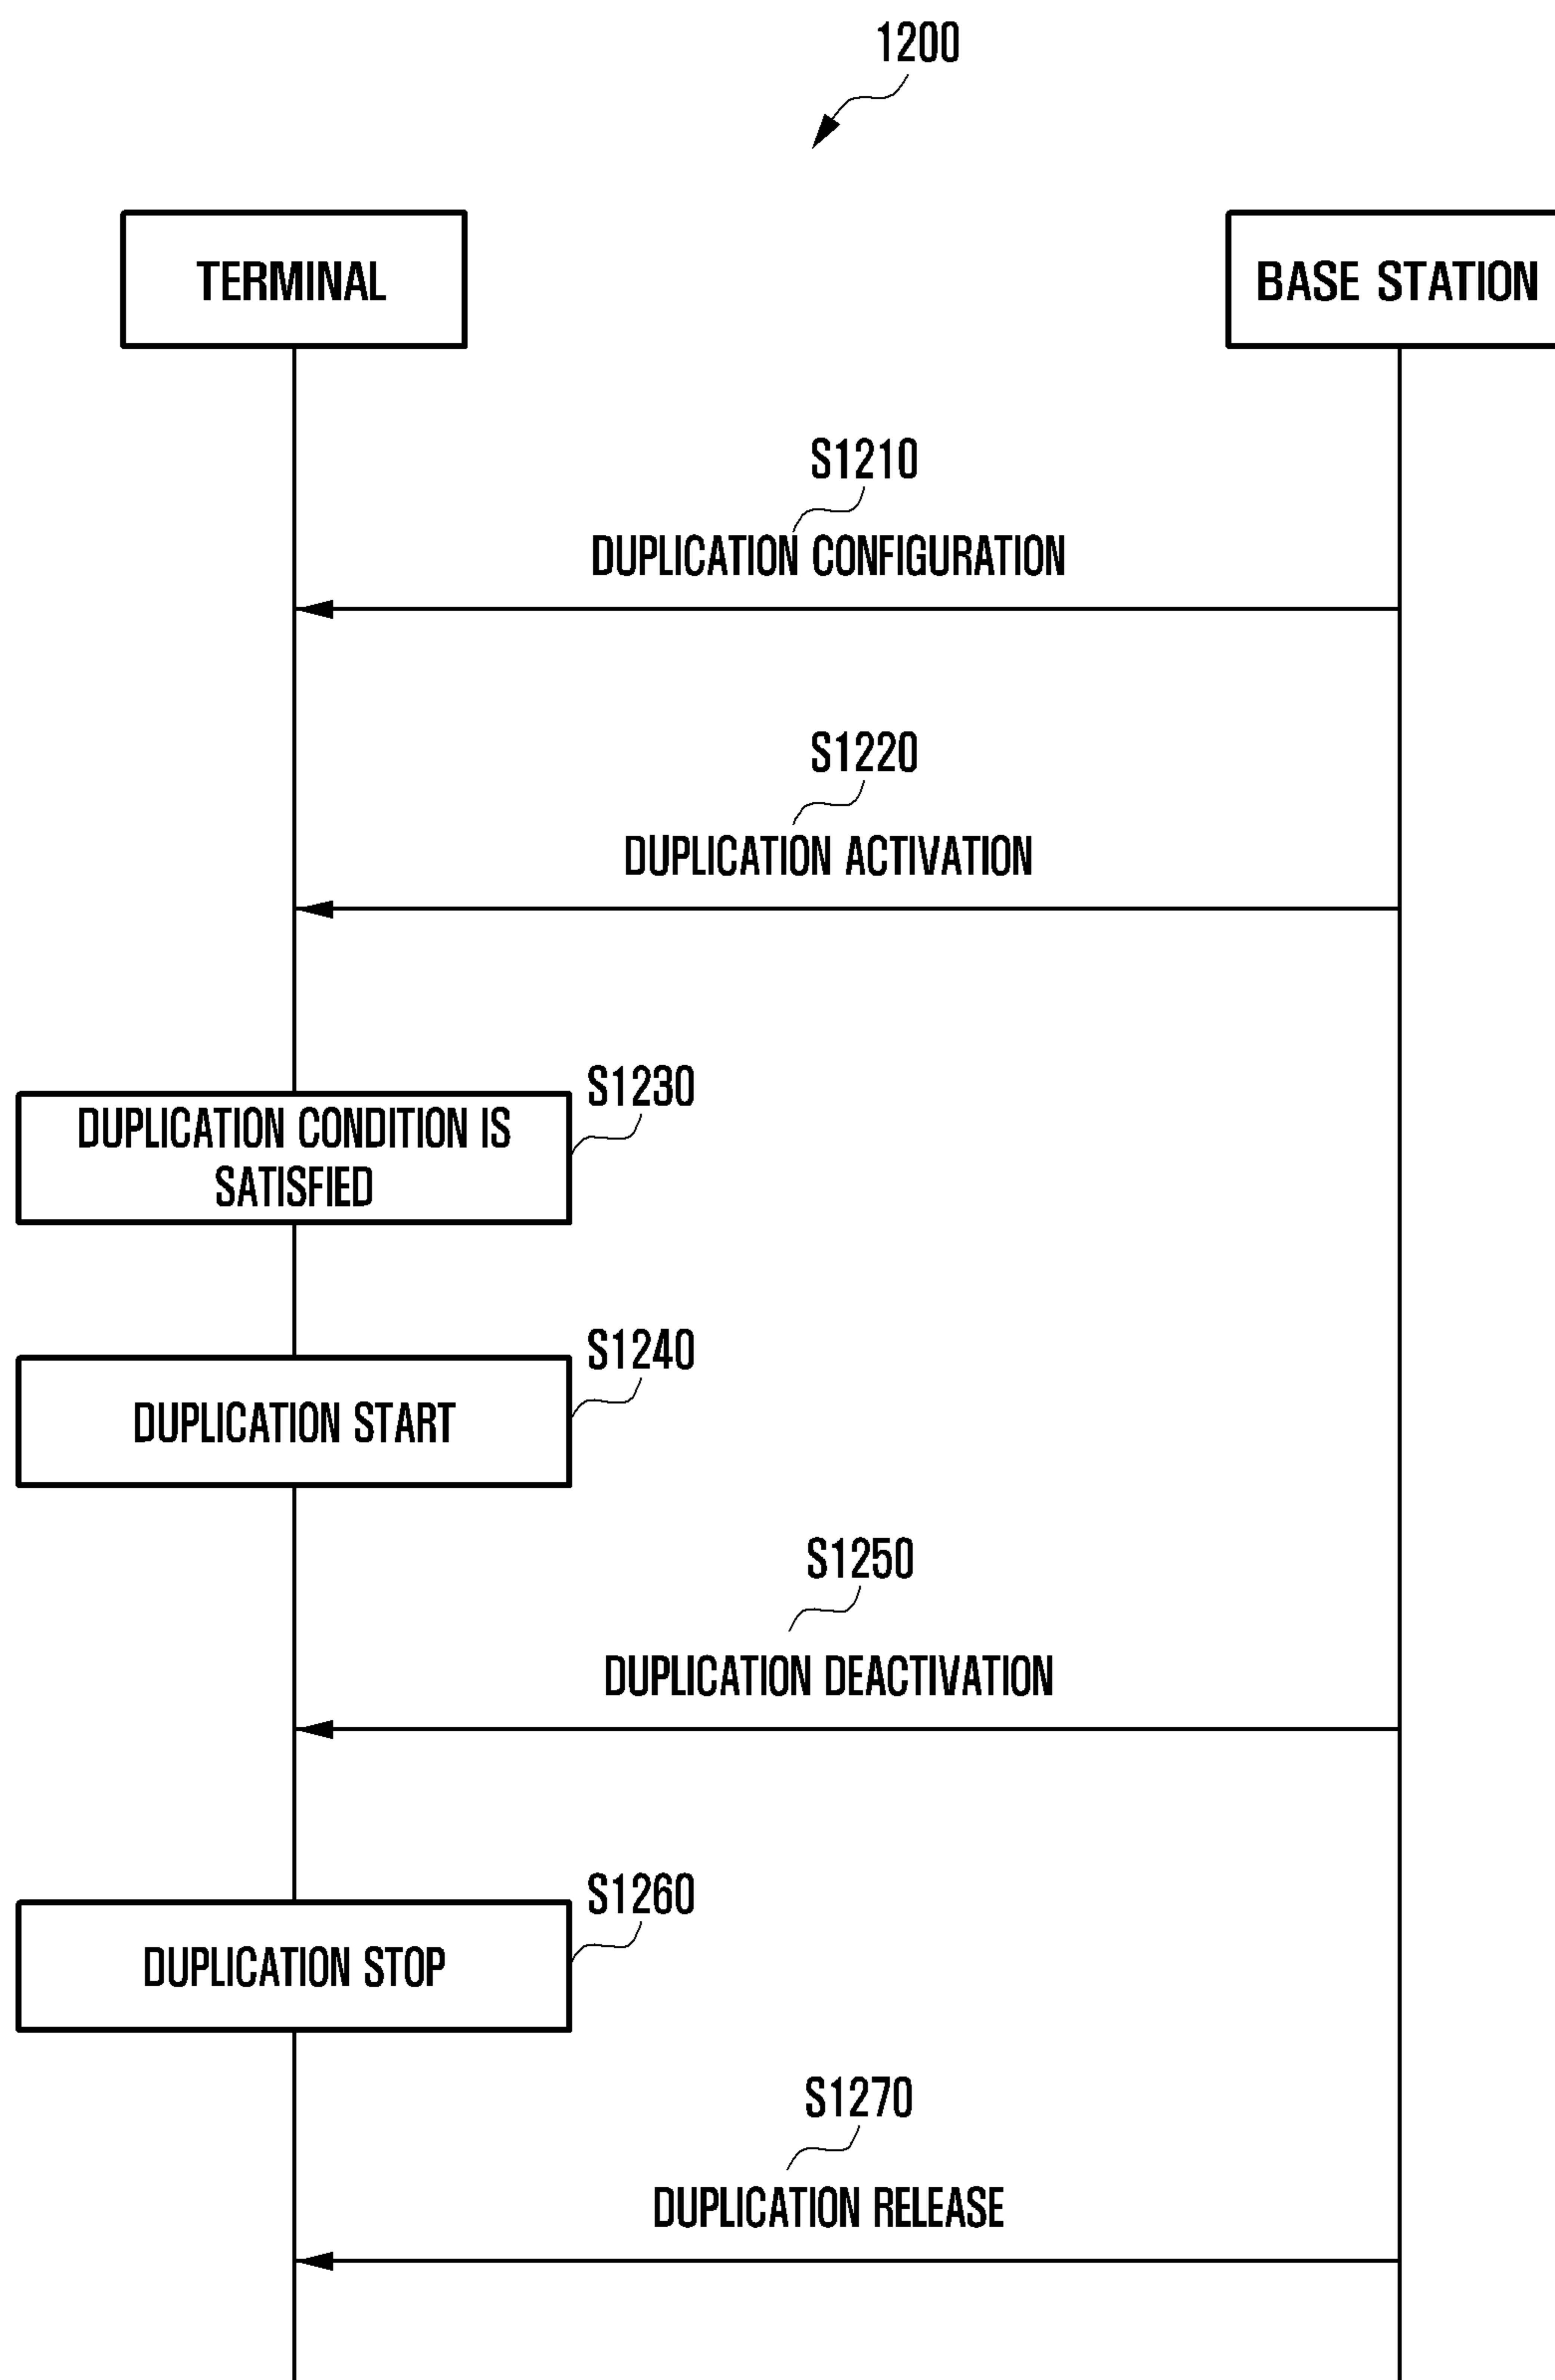 1200
TERMINAL
BASE STATION
S1210
DUPLICATION CONFIGURATION
S1220
DUPLICATION ACTIVATION
S1230
DUPLICATION CONDITION IS
SATISFIED
S1240
DUPLICATION START
S1250
DUPLICATION DEACTIVATION
S1260
DUPLICATION STOP
S1270
DUPLICATION RELEASE